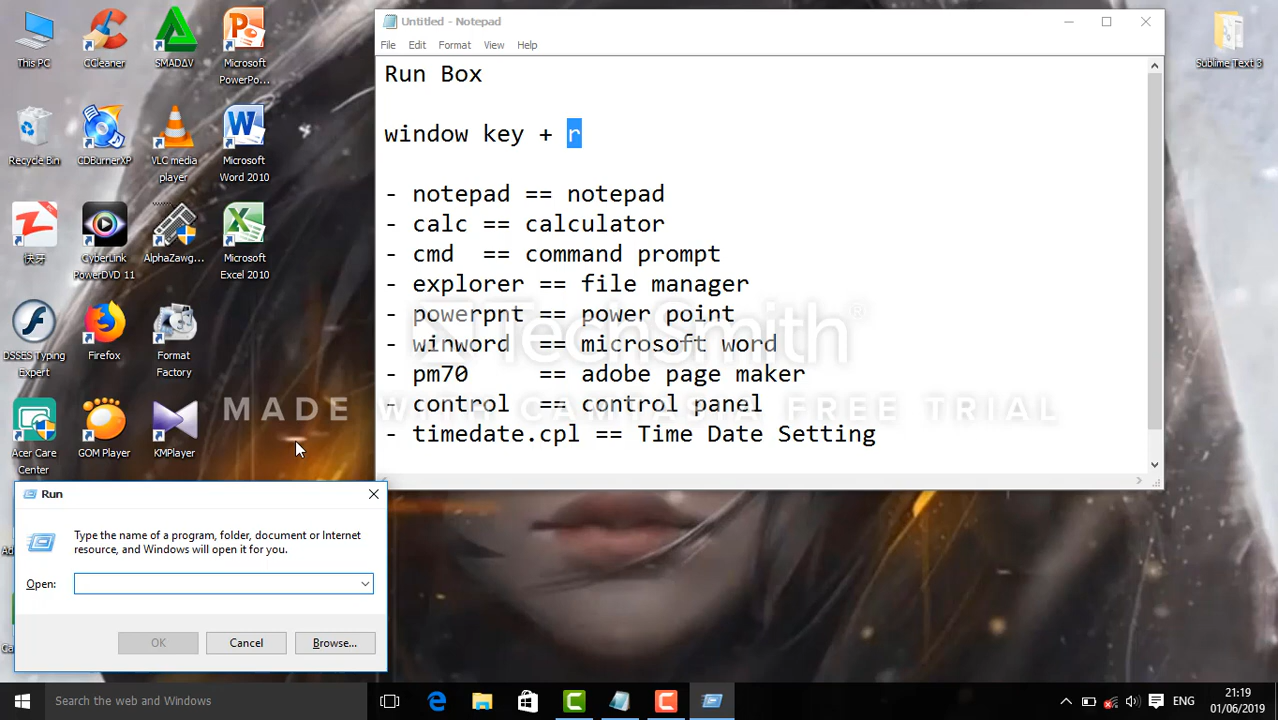 This PC
CCleaner
SMADΔV
Microsoft
PowerPo...
Recycle Bin
CDBurnerXP
VLC media
player
Microsoft
Word 2010
快牙
CyberLink
PowerDVD 11
AlphaZawg...
Microsoft
Excel 2010
DSSES Typing
Expert
Firefox
Format
Factory
Acer Care
Center
GOM Player
KMPlayer
Sublime Text 3
Untitled - Notepad
File Edit Format View Help
Run Box
window key + r
- notepad == notepad
- calc == calculator
- cmd == command prompt
- explorer == file manager
- powerpnt == power point
- winword == microsoft word
- pm70 == adobe page maker
- control == control panel
- timedate.cpl == Time Date Setting
TechSmith®
MADE WITH CAMTASIA FREE TRIAL
Run
Type the name of a program, folder, document or Internet
resource, and Windows will open it for you.
Open:
OK Cancel Browse...
Search the web and Windows
ENG
21:19
01/06/2019